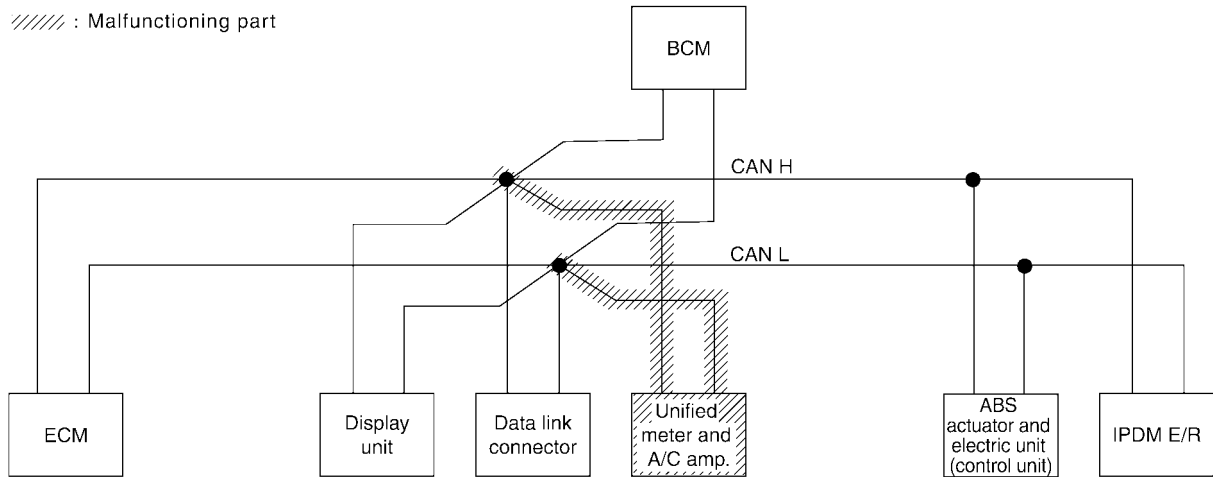 : Malfunctioning part
BCM
CAN H
CAN L
ECM
Display
unit
Data link
connector
Unified
meter and
A/C amp.
ABS
actuator and
electric unit
(control unit)
IPDM E/R